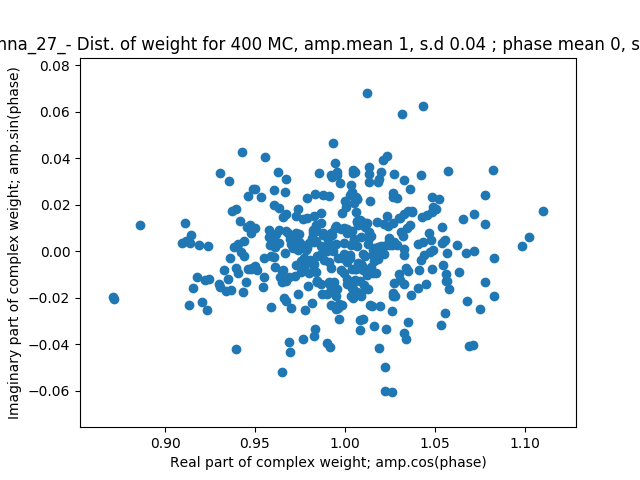 nna_27_- Dist. of weight for 400 MC, amp.mean 1, s.d 0.04 ; phase mean 0, s
0.08
0.06
0.04
0.02
0.00
−0.02
−0.04
−0.06
Imaginary part of complex weight; amp.sin(phase)
0.90 0.95 1.00 1.05 1.10
Real part of complex weight; amp.cos(phase)